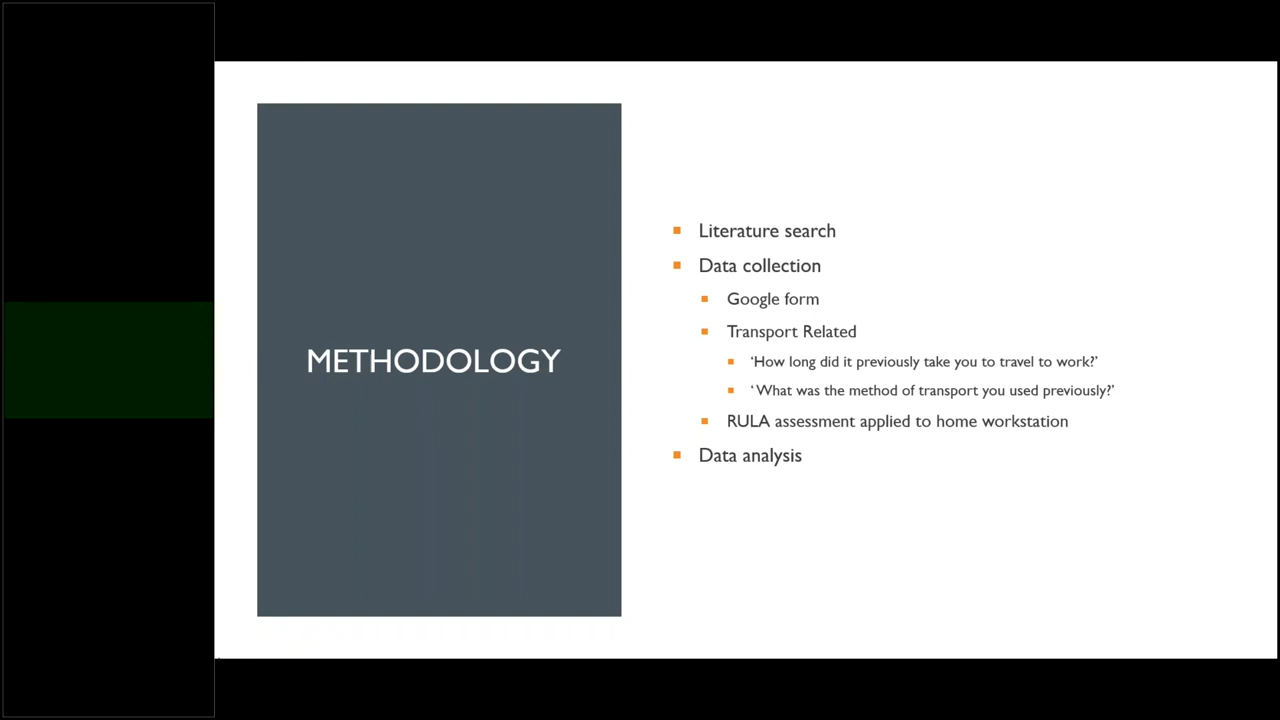 METHODOLOGY
Literature search
Data collection
Google form
Transport Related
‘How long did it previously take you to travel to work?’
‘ What was the method of transport you used previously?’
RULA assessment applied to home workstation
Data analysis